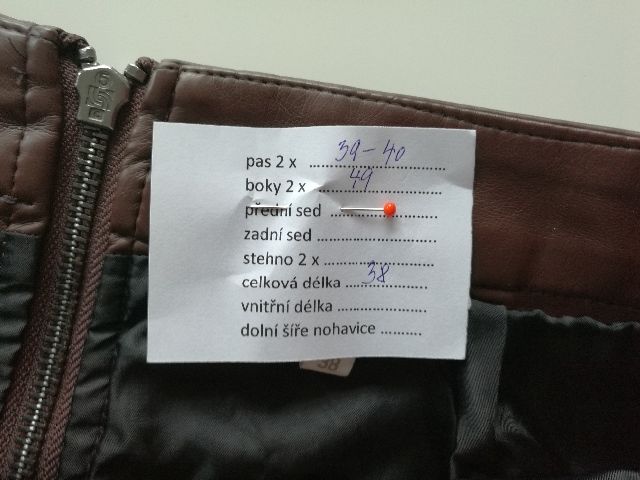 pas 2 x ....39-40..........
boky 2 x ......49..............
přední sed ......................
zadní sed .........................
stehno 2 x .......................
celková délka ....38..........
vnitřní délka ..................
dolní šíře nohavice ..........
38